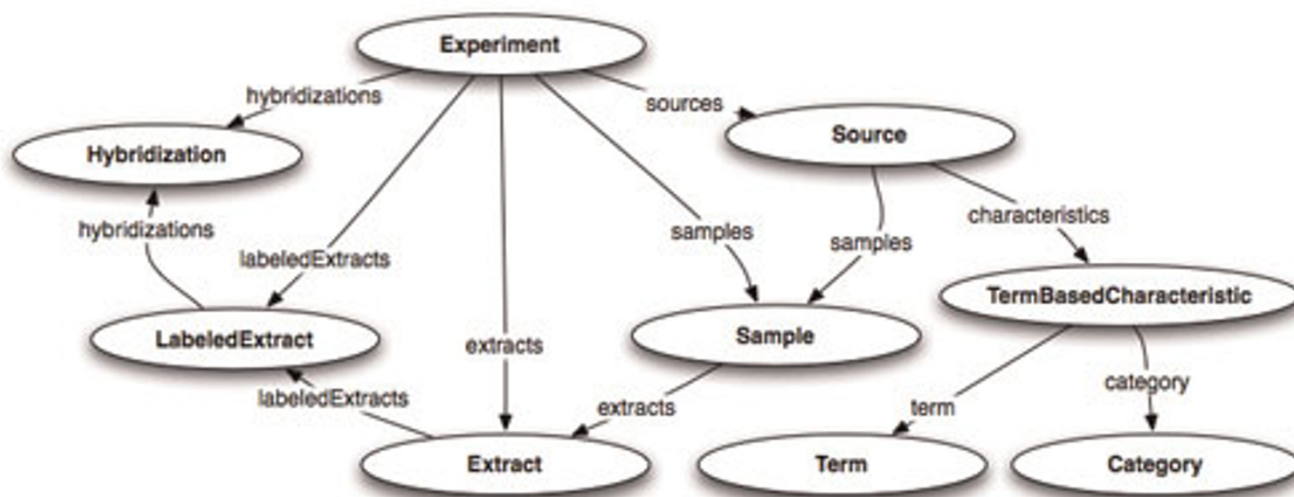 Experiment
hybridizations
sources
Source
Hybridization
characteristics
hybridizations
samples
samples
labeledExtracts
TermBasedCharacteristic
LabeledExtract
Sample
extracts
category
labeledExtracts
extracts
term
Extract
Term
Category